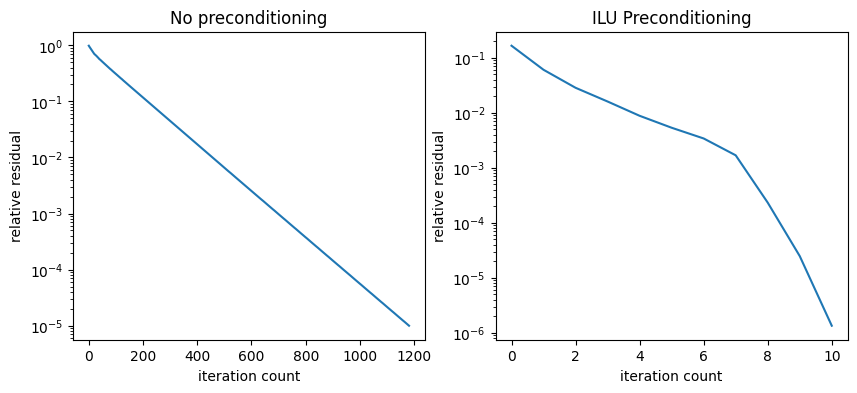 No preconditioning
relative residual
10⁰
10⁻¹
10⁻²
10⁻³
10⁻⁴
10⁻⁵
0 200 400 600 800 1000 1200
iteration count
ILU Preconditioning
relative residual
10⁻¹
10⁻²
10⁻³
10⁻⁴
10⁻⁵
10⁻⁶
0 2 4 6 8 10
iteration count